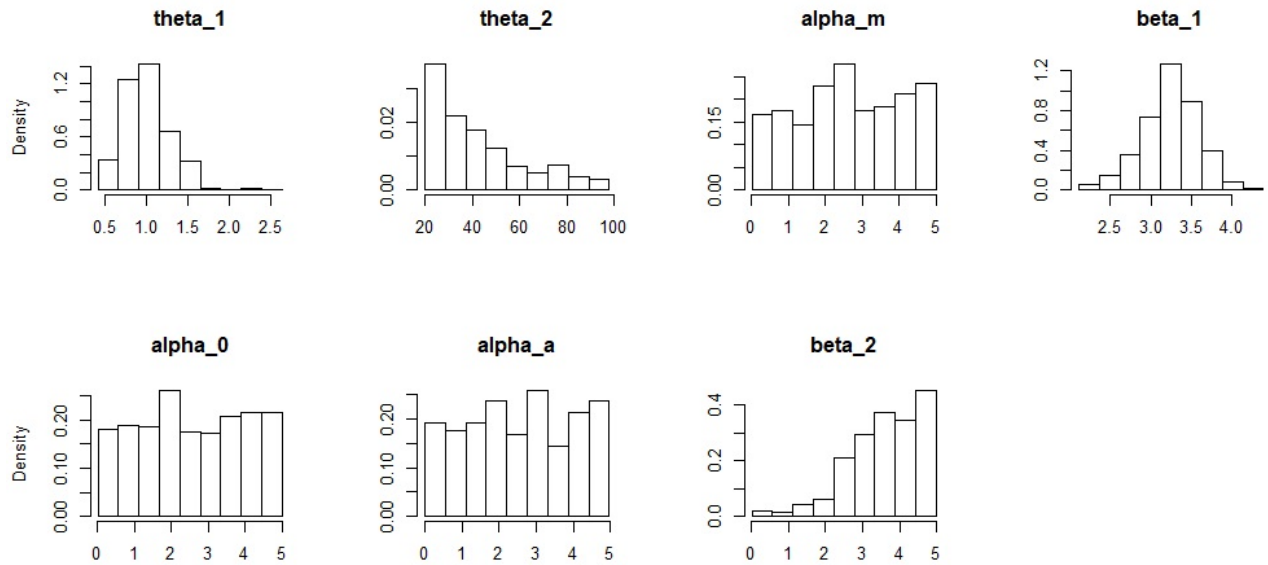 theta_1 theta_2 alpha_m beta_1
Density
0.0 0.6 1.2
0.5 1.0 1.5 2.0 2.5
0.00 0.02
20 40 60 80 100
0.00 0.15
0 1 2 3 4 5
0.0 0.4 0.8 1.2
2.5 3.0 3.5 4.0
alpha_0 alpha_a beta_2
Density
0.00 0.10 0.20
0 1 2 3 4 5
0.00 0.10 0.20
0 1 2 3 4 5
0.0 0.2 0.4
0 1 2 3 4 5